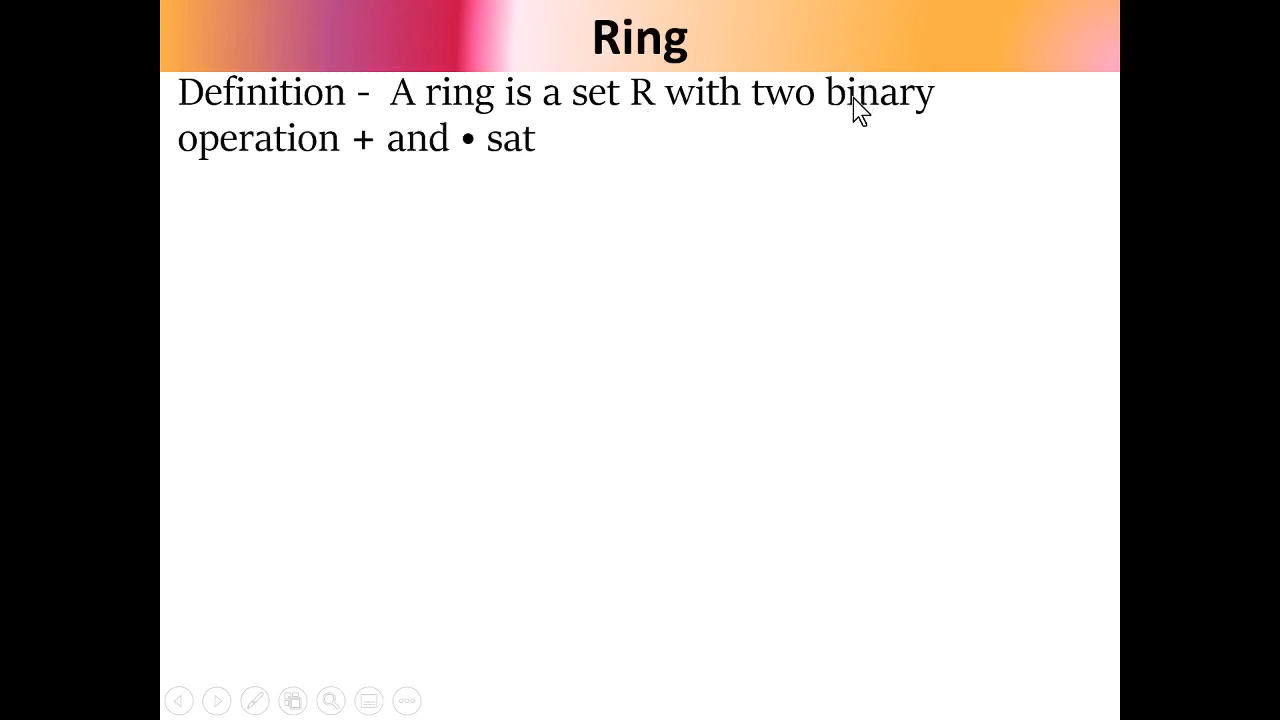 Ring
Definition -  A ring is a set R with two binary
operation + and • sat